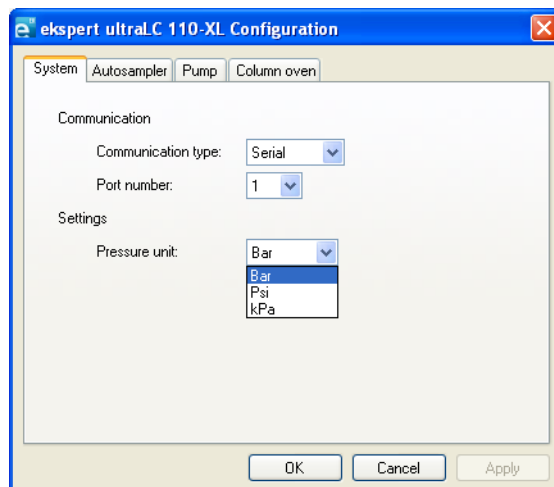 ekspert ultraLC 110-XL Configuration
System Autosampler Pump Column oven
Communication
Communication type: Serial
Port number: 1
Settings
Pressure unit: Bar
Bar
Psi
kPa
OK Cancel Apply